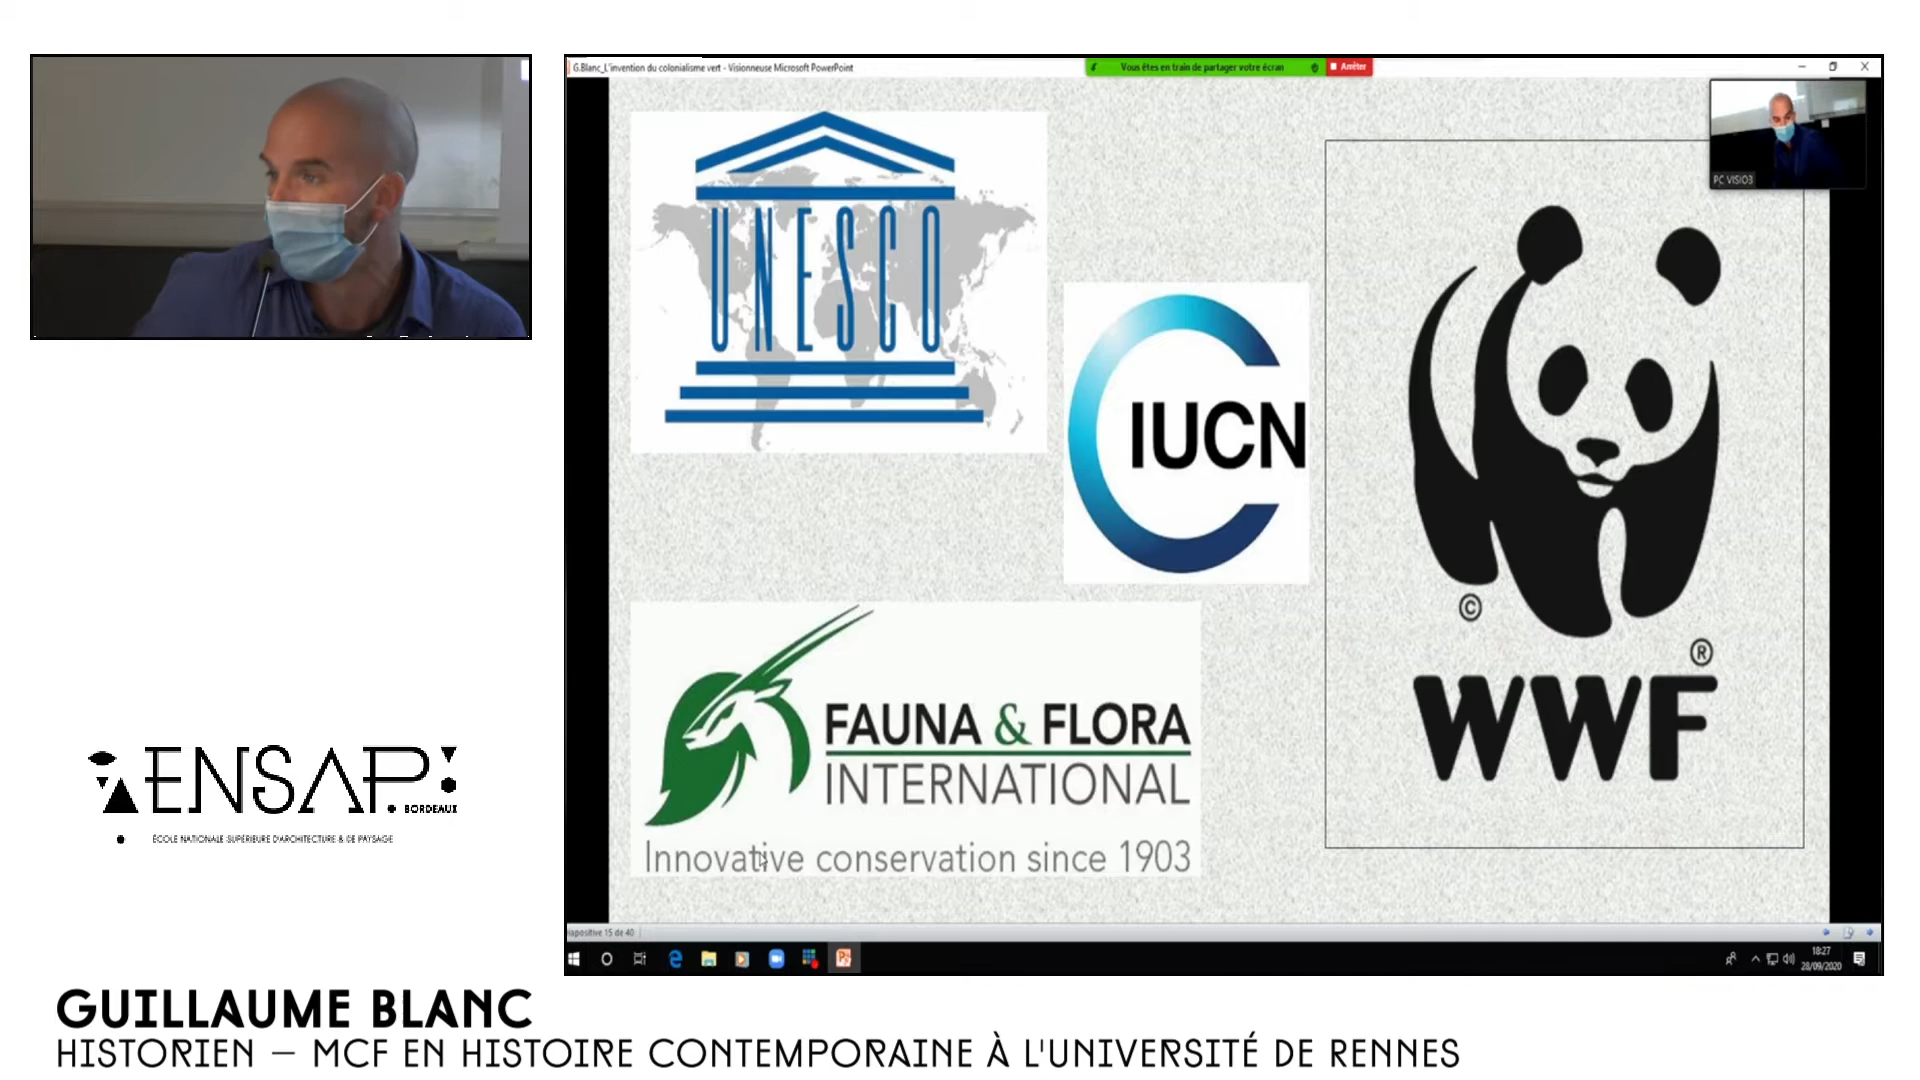 G.Blanc_L'invention du colonialisme vert - Visionneuse Microsoft PowerPoint
Vous êtes en train de partager votre écran
Arrêter
PC VISIO3
UNESCO
IUCN
©
®
WWF
FAUNA & FLORA
INTERNATIONAL
Innovative conservation since 1903
ENSAP
BORDEAUX
ÉCOLE NATIONALE SUPÉRIEURE D'ARCHITECTURE & DE PAYSAGE
iapositive 15 de 40
18:27
28/09/2020
GUILLAUME BLANC
HISTORIEN — MCF EN HISTOIRE CONTEMPORAINE À L'UNIVERSITÉ DE RENNES